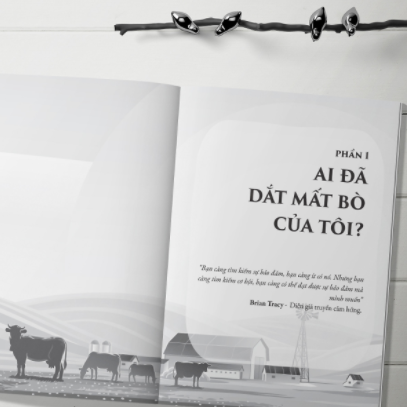 PHẦN I
AI ĐÃ
DẮT MẤT BÒ
CỦA TÔI?
"Bạn càng tìm kiếm sự bảo đảm, bạn càng ít có nó. Nhưng bạn
càng tìm kiếm cơ hội, bạn càng có thể đạt được sự bảo đảm mà
mình muốn"
Brian Tracy - Diễn giả truyền cảm hứng.